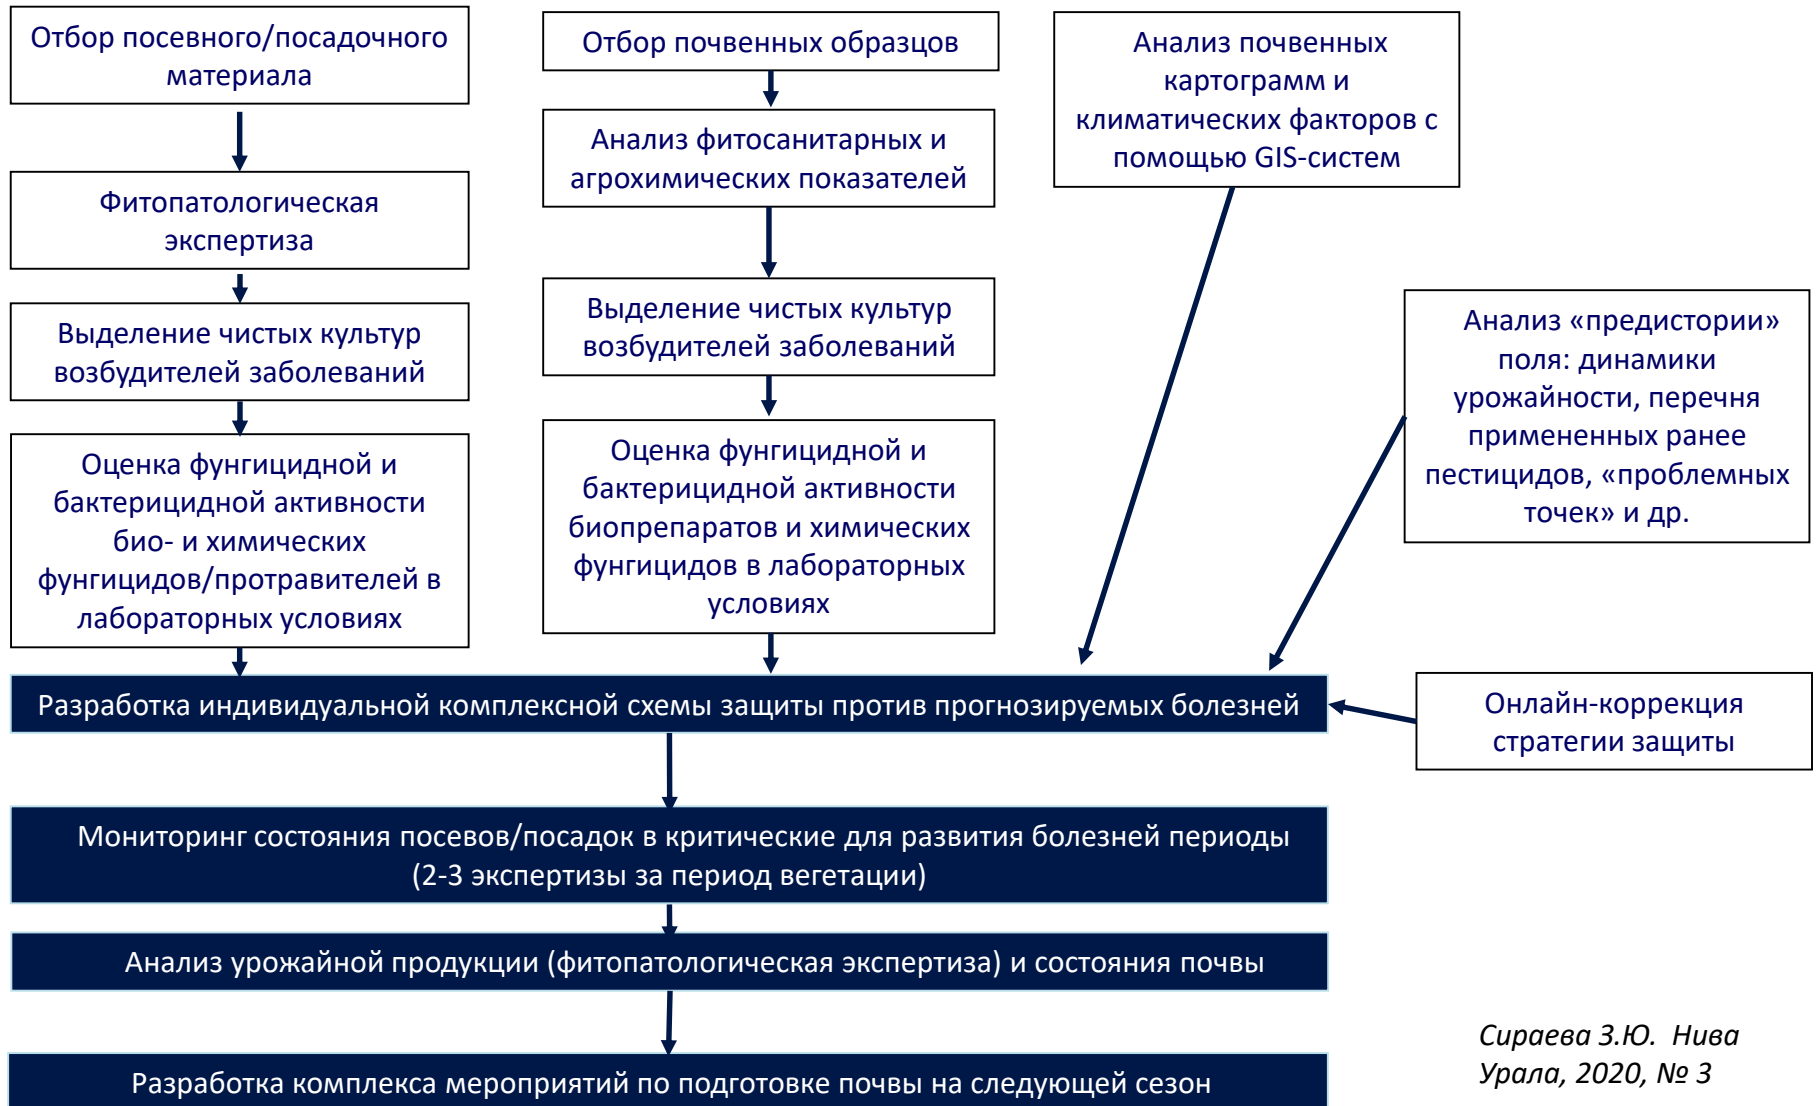 Отбор посевного/посадочного
материала
Фитопатологическая
экспертиза
Выделение чистых культур
возбудителей заболеваний
Оценка фунгицидной и
бактерицидной активности
био- и химических
фунгицидов/протравителей в
лабораторных условиях
Отбор почвенных образцов
Анализ фитосанитарных и
агрохимических показателей
Выделение чистых культур
возбудителей заболеваний
Оценка фунгицидной и
бактерицидной активности
биопрепаратов и химических
фунгицидов в лабораторных
условиях
Анализ почвенных
картограмм и
климатических факторов с
помощью GIS-систем
Анализ «предистории»
поля: динамики
урожайности, перечня
примененных ранее
пестицидов, «проблемных
точек» и др.
Разработка индивидуальной комплексной схемы защиты против прогнозируемых болезней
Онлайн-коррекция
стратегии защиты
Мониторинг состояния посевов/посадок в критические для развития болезней периоды
(2-3 экспертизы за период вегетации)
Анализ урожайной продукции (фитопатологическая экспертиза) и состояния почвы
Разработка комплекса мероприятий по подготовке почвы на следующей сезон
Сираева З.Ю. Нива
Урала, 2020, № 3